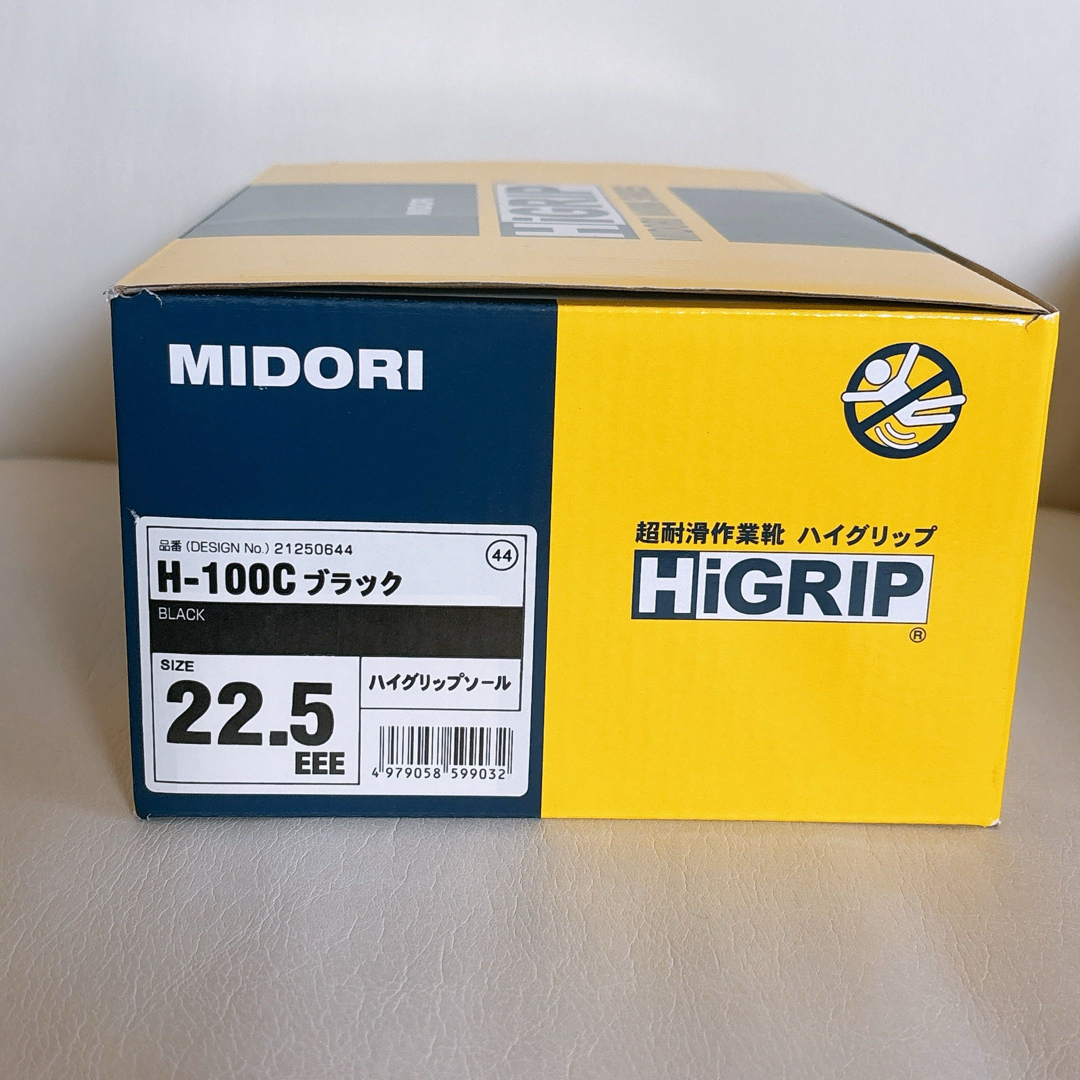 MIDORI
HiGRIP
MIDORI
品番 (DESIGN No.) 21250644
44
H-100C ブラック
BLACK
SIZE
22.5
EEE
ハイグリップソール
4 979058 599032
超耐滑作業靴 ハイグリップ
HiGRIP
®